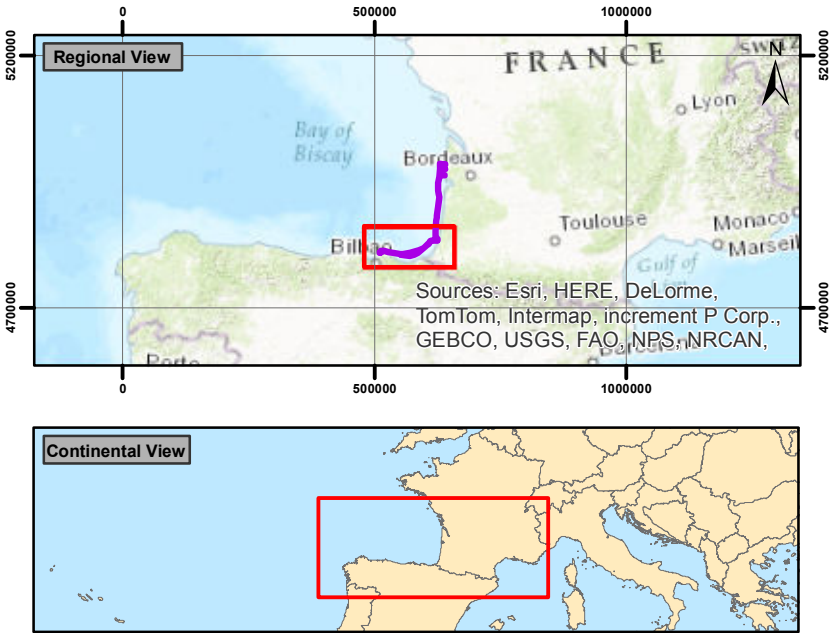 0 500000 1000000
5200000 5200000
Regional View
FRANCE
SWITZ
N
Lyon
Bay of
Biscay
Bordeaux
Toulouse
Monaco
Bilbao
Marseil
Gulf of
Sources: Esri, HERE, DeLorme,
TomTom, Intermap, increment P Corp.,
GEBCO, USGS, FAO, NPS, NRCAN,
4700000 4700000
Porto
Barcelona
0 500000 1000000
Continental View